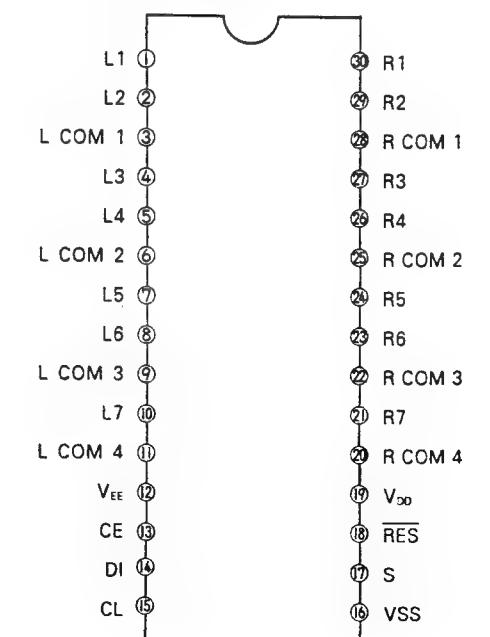 L1 ① ㉚ R1
L2 ② ㉙ R2
L COM 1 ③ ㉘ R COM 1
L3 ④ ㉗ R3
L4 ⑤ ㉖ R4
L COM 2 ⑥ ㉕ R COM 2
L5 ⑦ ㉔ R5
L6 ⑧ ㉓ R6
L COM 3 ⑨ ㉒ R COM 3
L7 ⑩ ㉑ R7
L COM 4 ⑪ ⑳ R COM 4
VEE ⑫ ⑲ VDD
CE ⑬ ⑱ R̅E̅S̅
DI ⑭ ⑰ S
CL ⑮ ⑯ VSS